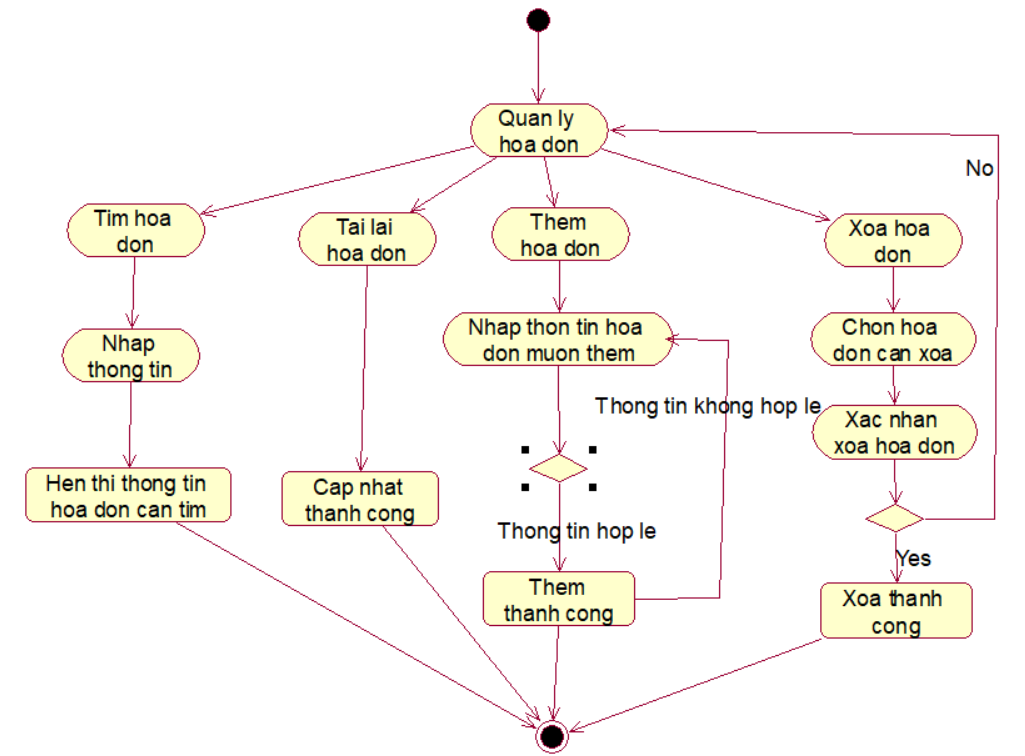 Quan ly
hoa don
No
Tim hoa
don
Tai lai
hoa don
Them
hoa don
Xoa hoa
don
Nhap
thong tin
Nhap thon tin hoa
don muon them
Chon hoa
don can xoa
Thong tin khong hop le
Xac nhan
xoa hoa don
Hen thi thong tin
hoa don can tim
Cap nhat
thanh cong
Thong tin hop le
Yes
Them
thanh cong
Xoa thanh
cong